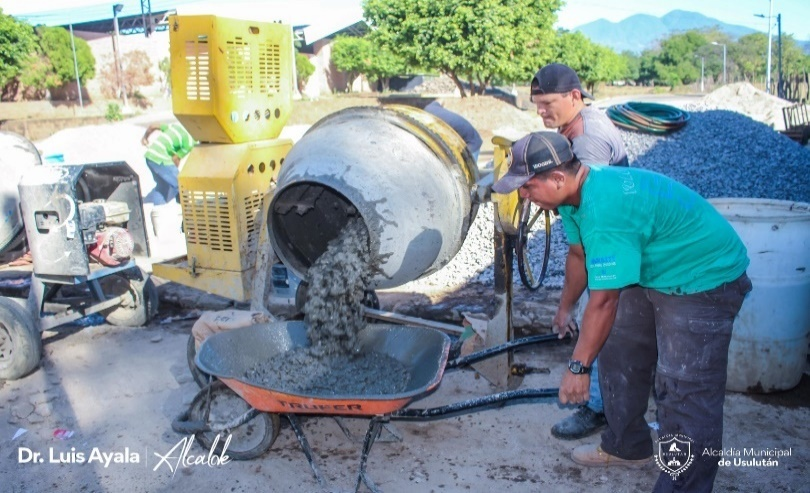 TRUPER
Dr. Luis Ayala
Alcalde
Alcaldía Municipal
de Usulután